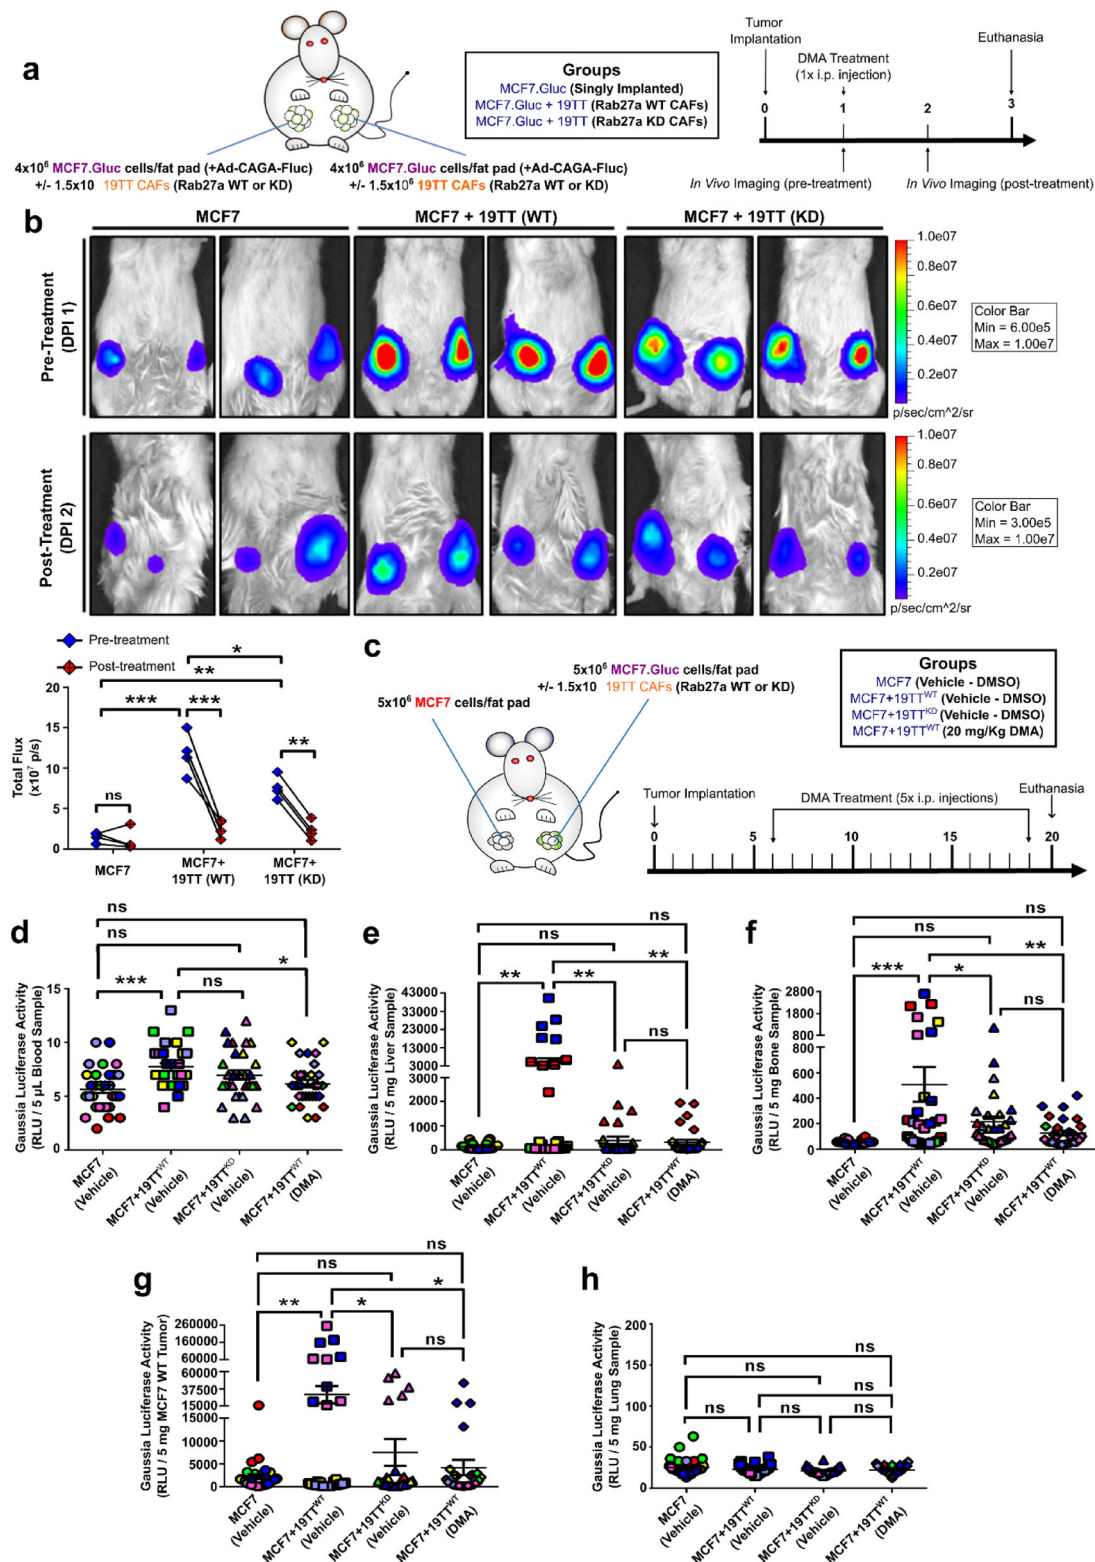 a
Groups
MCF7.Gluc (Singly Implanted)
MCF7.Gluc + 19TT (Rab27a WT CAFs)
MCF7.Gluc + 19TT (Rab27a KD CAFs)
4x10⁶ MCF7.Gluc cells/fat pad (+Ad-CAGA-Fluc)
+/- 1.5x10 19TT CAFs (Rab27a WT or KD)
4x10⁶ MCF7.Gluc cells/fat pad (+Ad-CAGA-Fluc)
+/- 1.5x10⁶ 19TT CAFs (Rab27a WT or KD)
Tumor
Implantation
DMA Treatment
(1x i.p. injection)
Euthanasia
0 1 2 3
In Vivo Imaging (pre-treatment)
In Vivo Imaging (post-treatment)
b
MCF7
MCF7 + 19TT (WT)
MCF7 + 19TT (KD)
Pre-Treatment
(DPI 1)
1.0e07
0.8e07
0.6e07
0.4e07
0.2e07
p/sec/cm^2/sr
Color Bar
Min = 6.00e5
Max = 1.00e7
Post-Treatment
(DPI 2)
1.0e07
0.8e07
0.6e07
0.4e07
0.2e07
p/sec/cm^2/sr
Color Bar
Min = 3.00e5
Max = 1.00e7
Pre-treatment
Post-treatment
*
**
*** ***
**
ns
Total Flux
(x10⁷ p/s)
20
15
10
5
0
MCF7
MCF7+
19TT (WT)
MCF7+
19TT (KD)
c
5x10⁶ MCF7 cells/fat pad
5x10⁶ MCF7.Gluc cells/fat pad
+/- 1.5x10 19TT CAFs (Rab27a WT or KD)
Groups
MCF7 (Vehicle - DMSO)
MCF7+19TTᵂᵀ (Vehicle - DMSO)
MCF7+19TTᴷᴰ (Vehicle - DMSO)
MCF7+19TTᵂᵀ (20 mg/Kg DMA)
Tumor Implantation
DMA Treatment (5x i.p. injections)
Euthanasia
0 5 10 15 20
d
ns
ns
*
*** ns
Gaussia Luciferase Activity
(RLU / 5 µL Blood Sample)
15
10
5
0
MCF7
(Vehicle)
MCF7+19TTᵂᵀ
(Vehicle)
MCF7+19TTᴷᴰ
(Vehicle)
MCF7+19TTᵂᵀ
(DMA)
e
ns
ns
**
** **
ns
Gaussia Luciferase Activity
(RLU / 5 mg Liver Sample)
43000
33000
23000
13000
3000
3000
2000
1000
0
MCF7
(Vehicle)
MCF7+19TTᵂᵀ
(Vehicle)
MCF7+19TTᴷᴰ
(Vehicle)
MCF7+19TTᵂᵀ
(DMA)
f
ns
ns
**
*** *
ns
Gaussia Luciferase Activity
(RLU / 5 mg Bone Sample)
2800
1800
800
600
400
200
0
MCF7
(Vehicle)
MCF7+19TTᵂᵀ
(Vehicle)
MCF7+19TTᴷᴰ
(Vehicle)
MCF7+19TTᵂᵀ
(DMA)
g
ns
ns
*
** *
ns
Gaussia Luciferase Activity
(RLU / 5 mg MCF7 WT Tumor)
260000
160000
60000
60000
37500
15000
15000
10000
5000
0
MCF7
(Vehicle)
MCF7+19TTᵂᵀ
(Vehicle)
MCF7+19TTᴷᴰ
(Vehicle)
MCF7+19TTᵂᵀ
(DMA)
h
ns
ns
ns
ns ns ns
Gaussia Luciferase Activity
(RLU / 5 mg Lung Sample)
200
150
100
50
0
MCF7
(Vehicle)
MCF7+19TTᵂᵀ
(Vehicle)
MCF7+19TTᴷᴰ
(Vehicle)
MCF7+19TTᵂᵀ
(DMA)